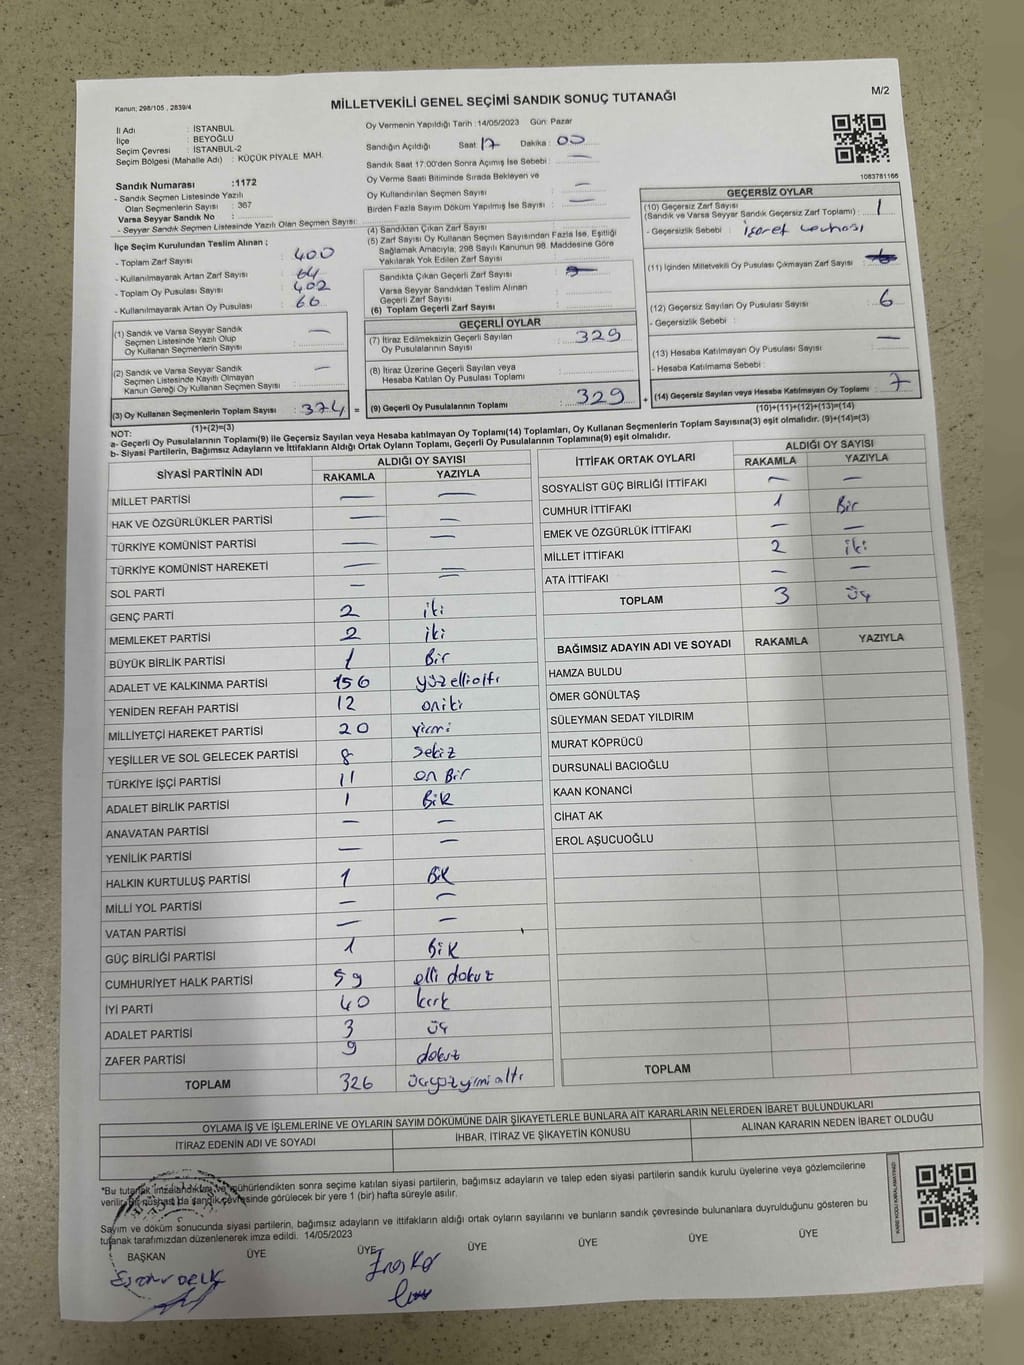 Kanun; 298/105 , 2839/4
MİLLETVEKİLİ GENEL SEÇİMİ SANDIK SONUÇ TUTANAĞI
M/2
İl Adı : İSTANBUL
İlçe : BEYOĞLU
Seçim Çevresi : İSTANBUL-2
Seçim Bölgesi (Mahalle Adı) : KÜÇÜK PİYALE MAH.
Oy Vermenin Yapıldığı Tarih :14/05/2023 Gün: Pazar
Sandığın Açıldığı Saat 17 Dakika : 00
Sandık Saat 17.00'den Sonra Açımış İse Sebebi : —
Oy Verme Saati Bitiminde Sırada Bekleyen ve
Oy Kullandırılan Seçmen Sayısı : —
Birden Fazla Sayım Döküm Yapılmış İse Sayısı : —
1083781166
Sandık Numarası :1172
- Sandık Seçmen Listesinde Yazılı
Olan Seçmenlerin Sayısı : 367
Varsa Seyyar Sandık No :
- Seyyar Sandık Seçmen Listesinde Yazılı Olan Seçmen Sayısı:
İlçe Seçim Kurulundan Teslim Alınan ;
- Toplam Zarf Sayısı : 400
- Kullanılmayarak Artan Zarf Sayısı : 64
- Toplam Oy Pusulası Sayısı : 402
- Kullanılmayarak Artan Oy Pusulası : 66
(4) Sandıktan Çıkan Zarf Sayısı
(5) Zarf Sayısı Oy Kullanan Seçmen Sayısından Fazla İse, Eşitliği
Sağlamak Amacıyla; 298 Sayılı Kanunun 98. Maddesine Göre
Yakılarak Yok Edilen Zarf Sayısı
Sandıkta Çıkan Geçerli Zarf Sayısı
Varsa Seyyar Sandıktan Teslim Alınan
Geçerli Zarf Sayısı
(6) Toplam Geçerli Zarf Sayısı
GEÇERSİZ OYLAR
(10) Geçersiz Zarf Sayısı 1
(Sandık ve Varsa Seyyar Sandık Geçersiz Zarf Toplamı) :
- Geçersizlik Sebebi :
(11) İçinden Milletvekili Oy Pusulası Çıkmayan Zarf Sayısı
(12) Geçersiz Sayılan Oy Pusulası Sayısı : 6
- Geçersizlik Sebebi :
(13) Hesaba Katılmayan Oy Pusulası Sayısı : —
- Hesaba Katılmama Sebebi :
(14) Geçersiz Sayılan veya Hesaba Katılmayan Oy Toplamı : 7
(10)+(11)+(12)+(13)=(14)
(1) Sandık ve Varsa Seyyar Sandık
Seçmen Listesinde Yazılı Olup
Oy Kullanan Seçmenlerin Sayısı : —
(2) Sandık ve Varsa Seyyar Sandık
Seçmen Listesinde Kayıtlı Olmayan
Kanun Gereği Oy Kullanan Seçmen Sayısı : —
(3) Oy Kullanan Seçmenlerin Toplam Sayısı : 374 =
(1)+(2)=(3)
GEÇERLİ OYLAR
(7) İtiraz Edilmeksizin Geçerli Sayılan
Oy Pusulalarının Sayısı : 329
(8) İtiraz Üzerine Geçerli Sayılan veya
Hesaba Katılan Oy Pusulası Toplamı :
(9) Geçerli Oy Pusulalarının Toplamı : 329 +
NOT:
a- Geçerli Oy Pusulalarının Toplamı(9) ile Geçersiz Sayılan veya Hesaba katılmayan Oy Toplamı(14) Toplamları, Oy Kullanan Seçmenlerin Toplam Sayısına(3) eşit olmalıdır. (9)+(14)=(3)
b- Siyasi Partilerin, Bağımsız Adayların ve İttifakların Aldığı Ortak Oyların Toplamı, Geçerli Oy Pusulalarının Toplamına(9) eşit olmalıdır.
SİYASİ PARTİNİN ADI ALDIĞI OY SAYISI
RAKAMLA YAZIYLA
MİLLET PARTİSİ — —
HAK VE ÖZGÜRLÜKLER PARTİSİ — —
TÜRKİYE KOMÜNİST PARTİSİ — —
TÜRKİYE KOMÜNİST HAREKETİ — —
SOL PARTİ — —
GENÇ PARTİ 2 iki
MEMLEKET PARTİSİ 2 iki
BÜYÜK BİRLİK PARTİSİ 1 Bir
ADALET VE KALKINMA PARTİSİ 156 yüzellialtı
YENİDEN REFAH PARTİSİ 12 oniki
MİLLİYETÇİ HAREKET PARTİSİ 20 yirmi
YEŞİLLER VE SOL GELECEK PARTİSİ 8 sekiz
TÜRKİYE İŞÇİ PARTİSİ 11 on Bir
ADALET BİRLİK PARTİSİ 1 BiR
ANAVATAN PARTİSİ — —
YENİLİK PARTİSİ — —
HALKIN KURTULUŞ PARTİSİ 1 BiR
MİLLİ YOL PARTİSİ — —
VATAN PARTİSİ — —
GÜÇ BİRLİĞİ PARTİSİ 1 BiR
CUMHURİYET HALK PARTİSİ 59 elli dokuz
İYİ PARTİ 40 kırk
ADALET PARTİSİ 3 üç
ZAFER PARTİSİ 9 dokuz
TOPLAM 326 üçyüzyirmialtı
İTTİFAK ORTAK OYLARI ALDIĞI OY SAYISI
RAKAMLA YAZIYLA
SOSYALİST GÜÇ BİRLİĞİ İTTİFAKI — —
CUMHUR İTTİFAKI 1 Bir
EMEK VE ÖZGÜRLÜK İTTİFAKI — —
MİLLET İTTİFAKI 2 iki
ATA İTTİFAKI — —
TOPLAM 3 üç
BAĞIMSIZ ADAYIN ADI VE SOYADI RAKAMLA YAZIYLA
HAMZA BULDU
ÖMER GÖNÜLTAŞ
SÜLEYMAN SEDAT YILDIRIM
MURAT KÖPRÜCÜ
DURSUNALİ BACIOĞLU
KAAN KONANCİ
CİHAT AK
EROL AŞUCUOĞLU
TOPLAM
OYLAMA İŞ VE İŞLEMLERİNE VE OYLARIN SAYIM DÖKÜMÜNE DAİR ŞİKAYETLERLE BUNLARA AİT KARARLARIN NELERDEN İBARET BULUNDUKLARI
İTİRAZ EDENİN ADI VE SOYADI İHBAR, İTİRAZ VE ŞİKAYETİN KONUSU ALINAN KARARIN NEDEN İBARET OLDUĞU
*Bu tutanak imzalandıktan ve mühürlendikten sonra seçime katılan siyasi partilerin, bağımsız adayların ve talep eden siyasi partilerin sandık kurulu üyelerine veya gözlemcilerine
verilir. Bir nüshası da sandık çevresinde görülecek bir yere 1 (bir) hafta süreyle asılır.
Sayım ve döküm sonucunda siyasi partilerin, bağımsız adayların ve ittifakların aldığı ortak oyların sayılarını ve bunların sandık çevresinde bulunanlara duyrulduğunu gösteren bu
tutanak tarafımızdan düzenlenerek imza edildi. 14/05/2023
BAŞKAN ÜYE ÜYE ÜYE ÜYE ÜYE ÜYE